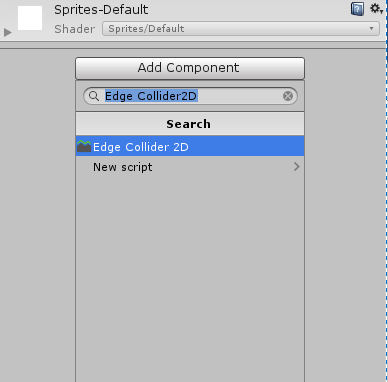 Sprites-Default
Shader Sprites/Default
Add Component
Edge Collider2D
Search
Edge Collider 2D
New script